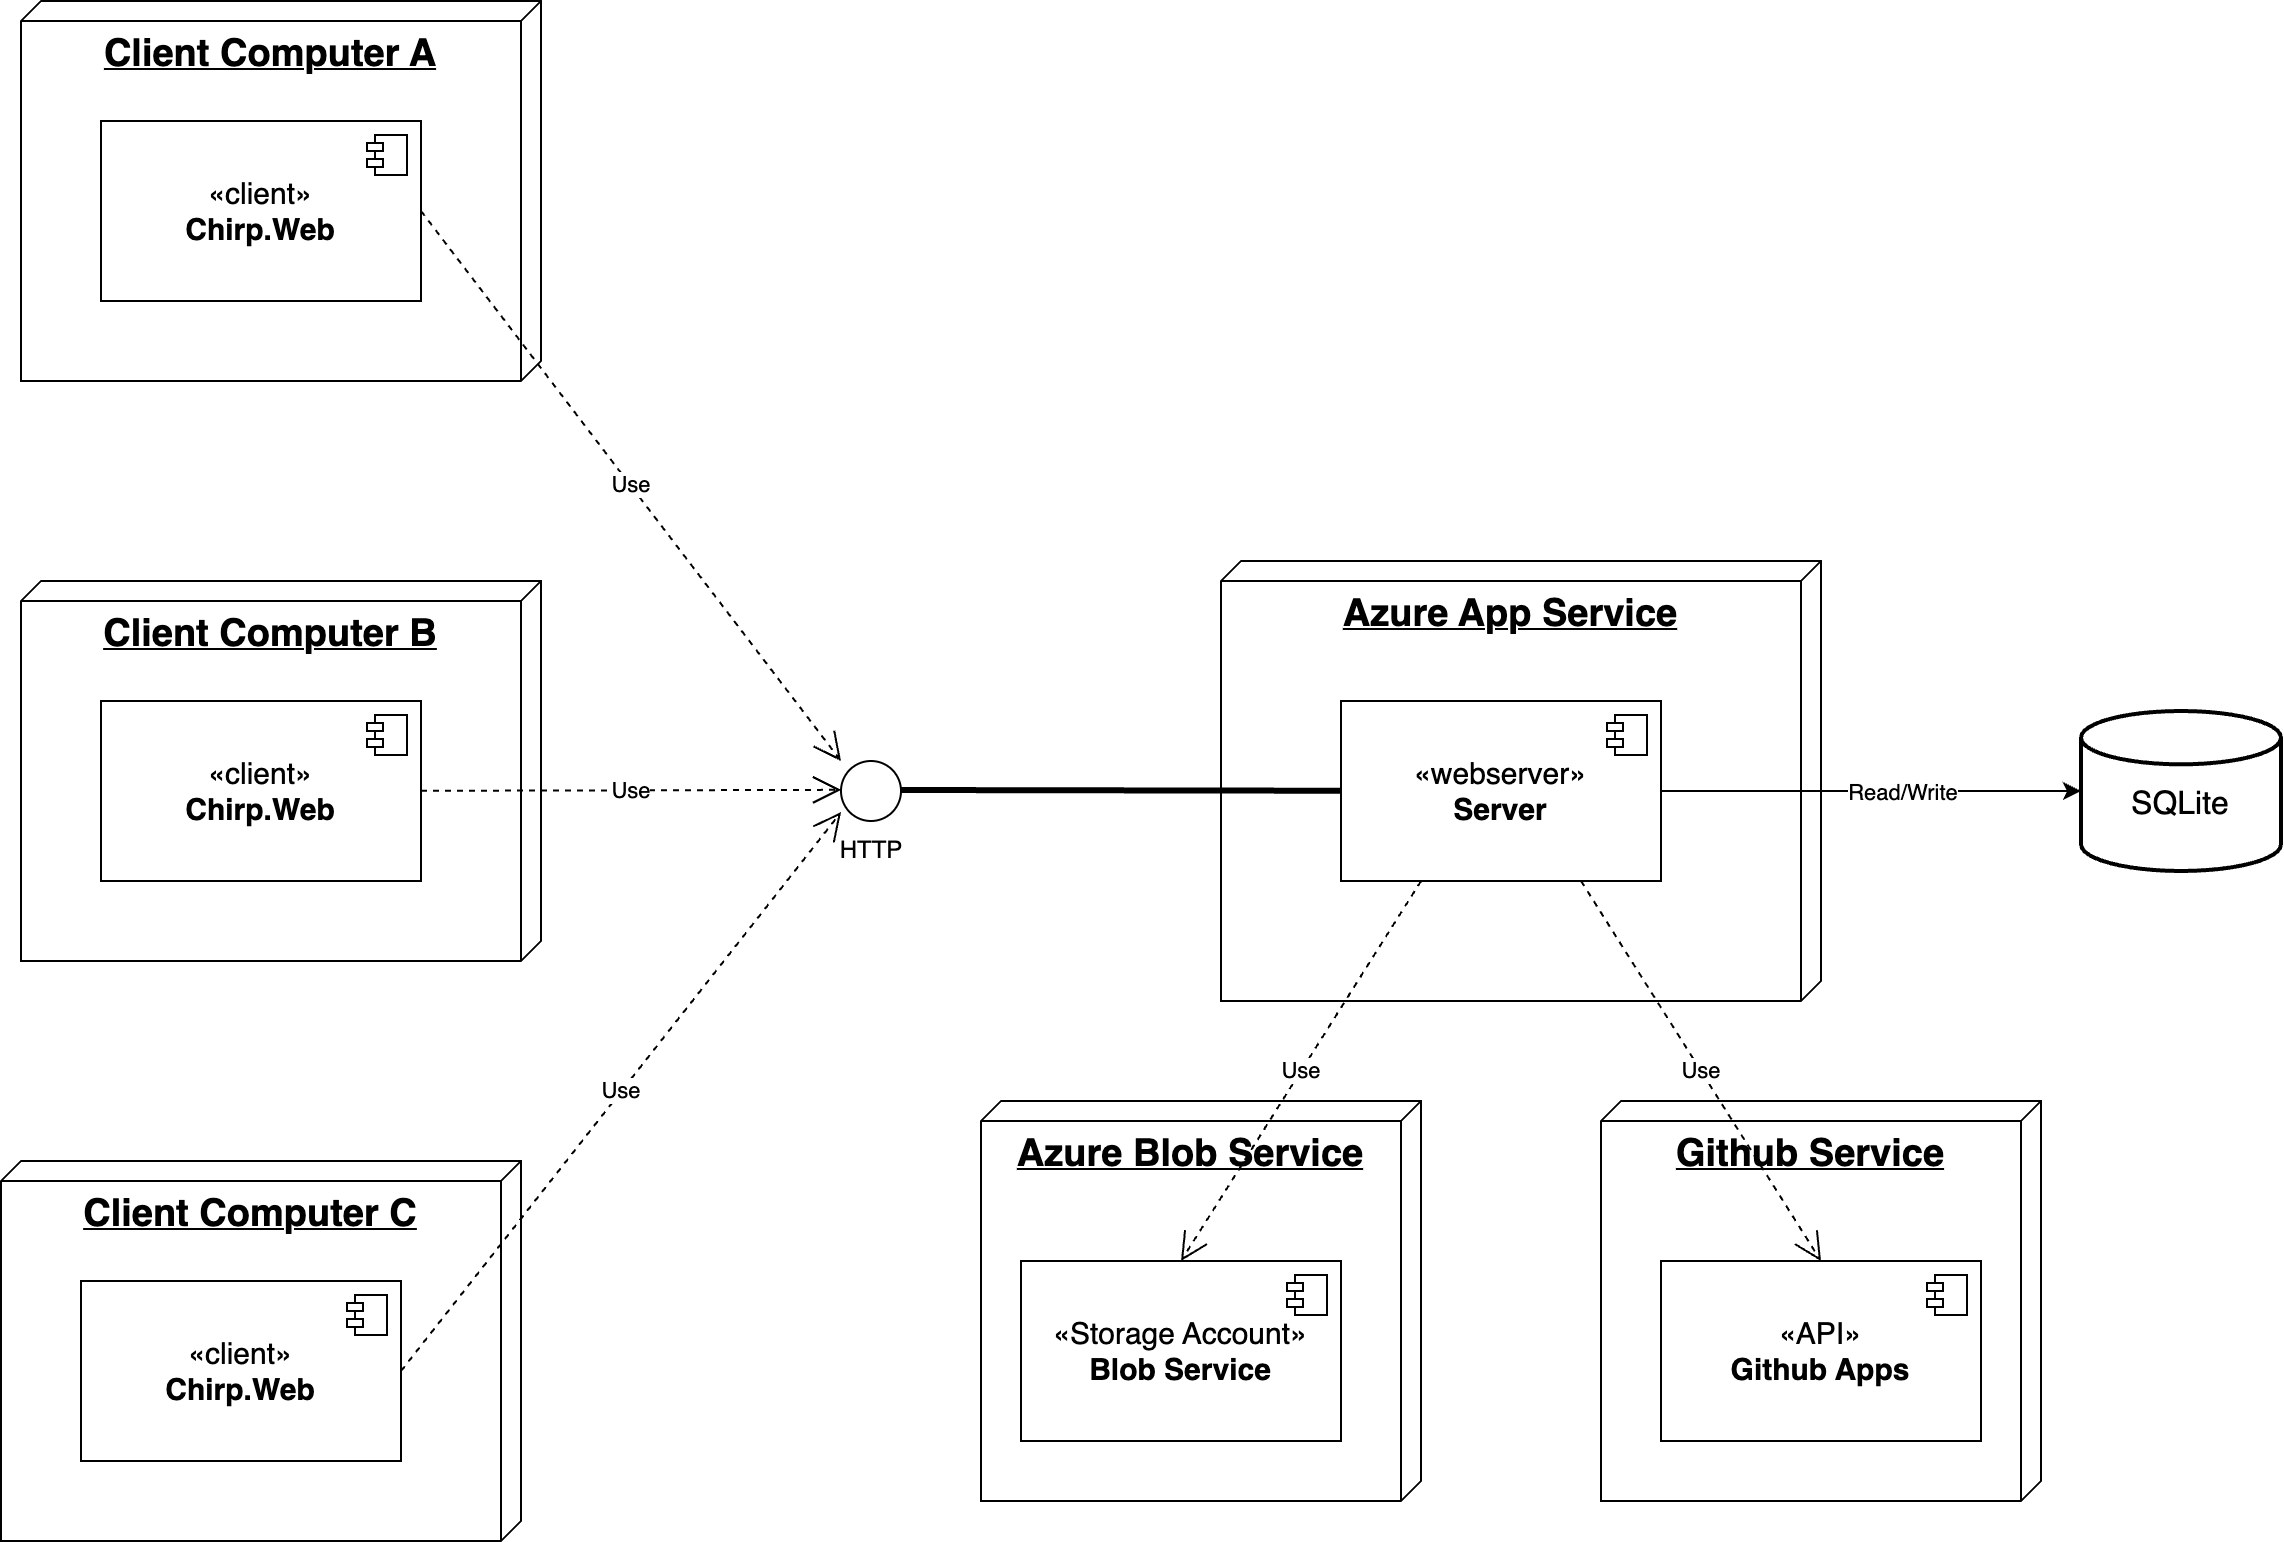 Client Computer A
«client»
Chirp.Web
Use
Client Computer B
«client»
Chirp.Web
Use
HTTP
Azure App Service
«webserver»
Server
Read/Write
SQLite
Use
Client Computer C
«client»
Chirp.Web
Use
Azure Blob Service
«Storage Account»
Blob Service
Use
Github Service
«API»
Github Apps